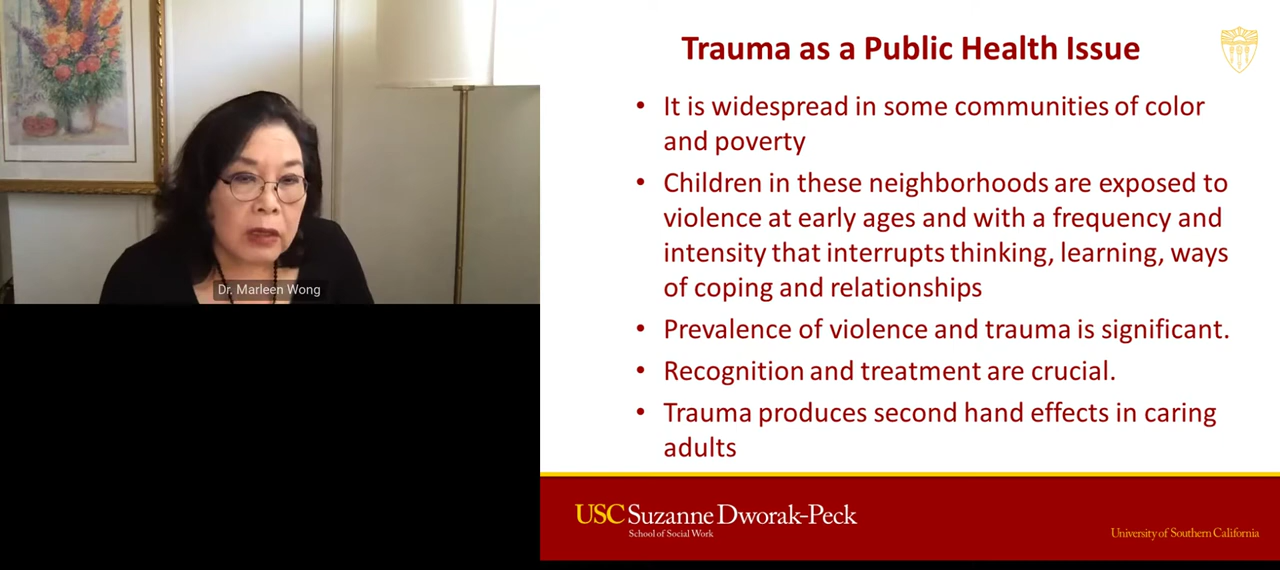 Dr. Marleen Wong
Trauma as a Public Health Issue
• It is widespread in some communities of color
and poverty
• Children in these neighborhoods are exposed to
violence at early ages and with a frequency and
intensity that interrupts thinking, learning, ways
of coping and relationships
• Prevalence of violence and trauma is significant.
• Recognition and treatment are crucial.
• Trauma produces second hand effects in caring
adults
USC Suzanne Dworak-Peck
School of Social Work
University of Southern California